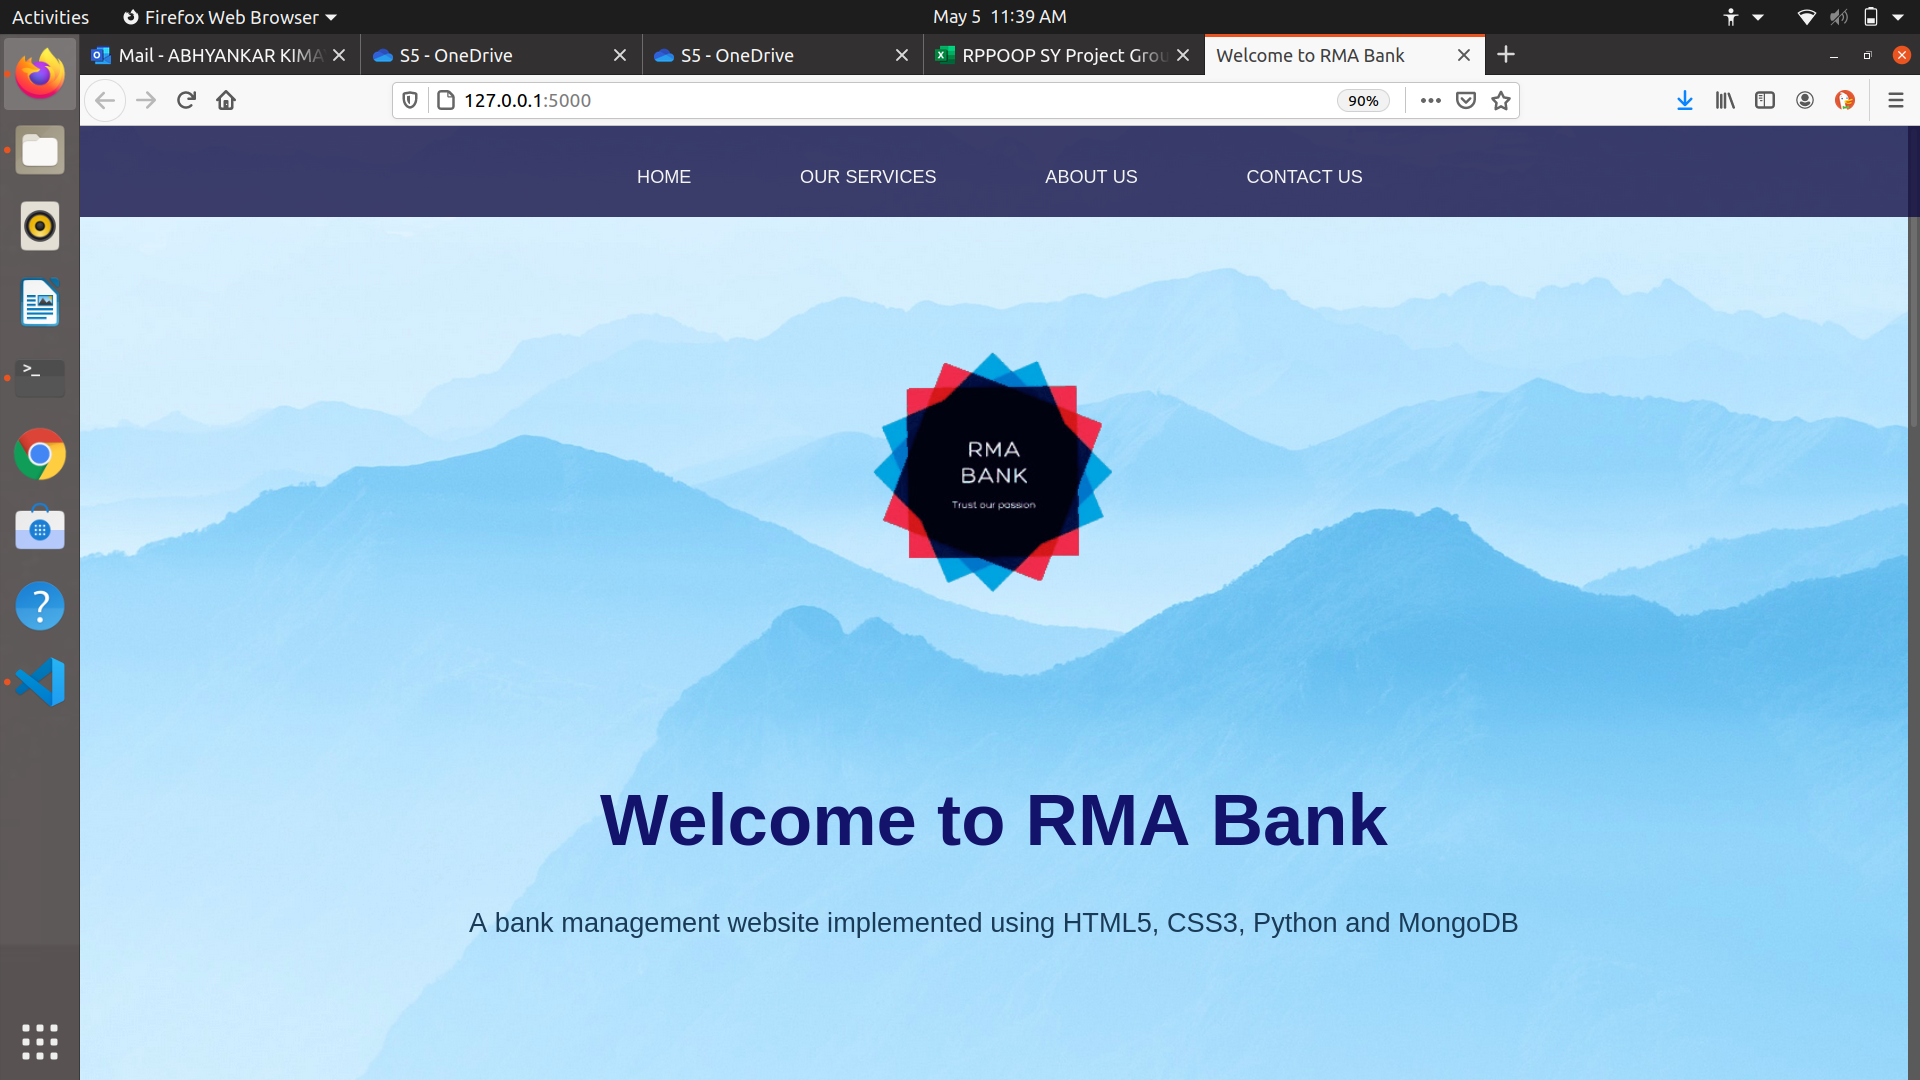 Activities Firefox Web Browser May 5 11:39 AM
Mail - ABHYANKAR KIMA S5 - OneDrive S5 - OneDrive RPPOOP SY Project Grou Welcome to RMA Bank
127.0.0.1:5000 90%
HOME OUR SERVICES ABOUT US CONTACT US
RMA
BANK
Trust our passion
Welcome to RMA Bank
A bank management website implemented using HTML5, CSS3, Python and MongoDB